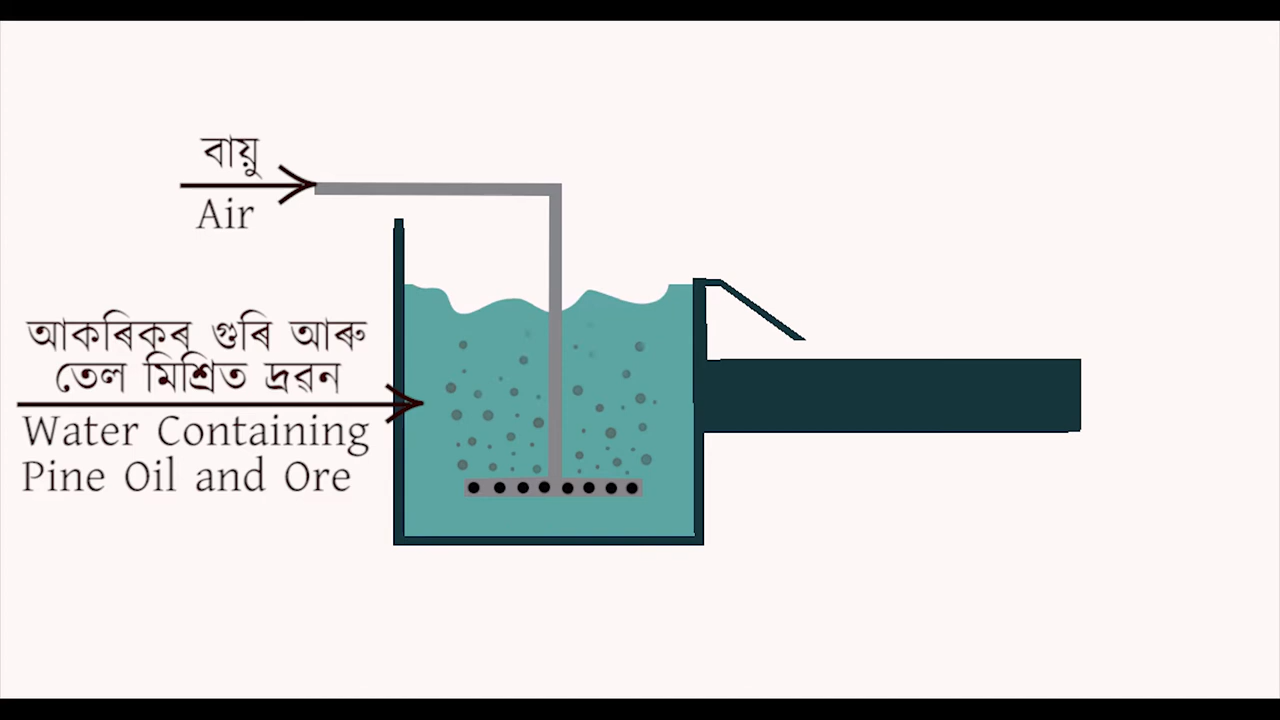 বায়ু
Air
আকৰিকৰ গুৰি আৰু
তেল মিশ্ৰিত দ্ৰৱন
Water Containing
Pine Oil and Ore